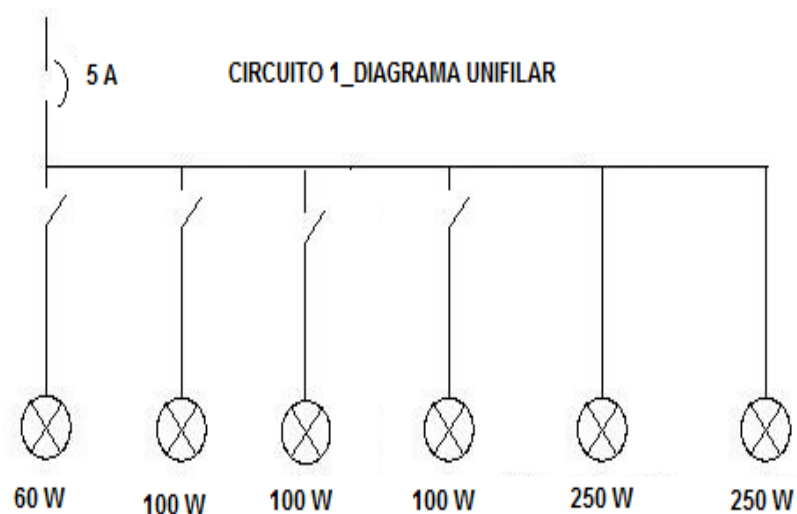 5 A
CIRCUITO 1_DIAGRAMA UNIFILAR
60 W
100 W
100 W
100 W
250 W
250 W